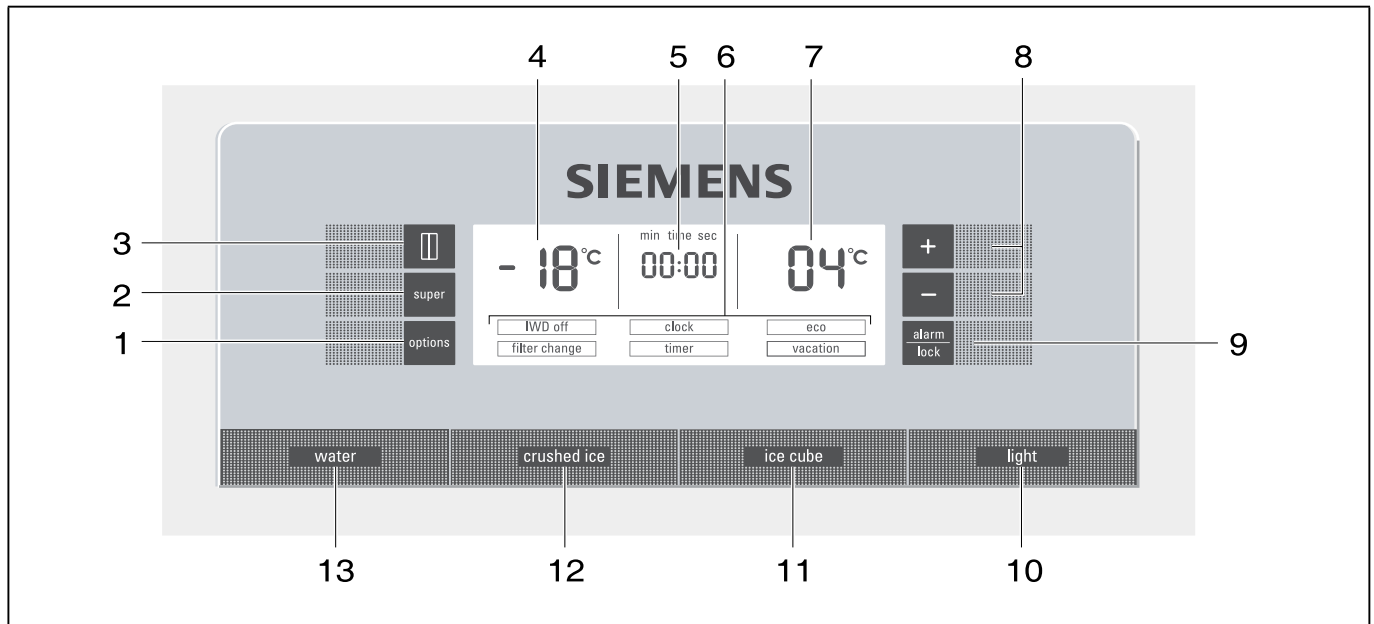 4 5 6 7 8
SIEMENS
3 min time sec +
-18°C 00:00 04°C
2 super −
IWD off clock eco
1 options filter change timer vacation alarm lock 9
water crushed ice ice cube light
13 12 11 10